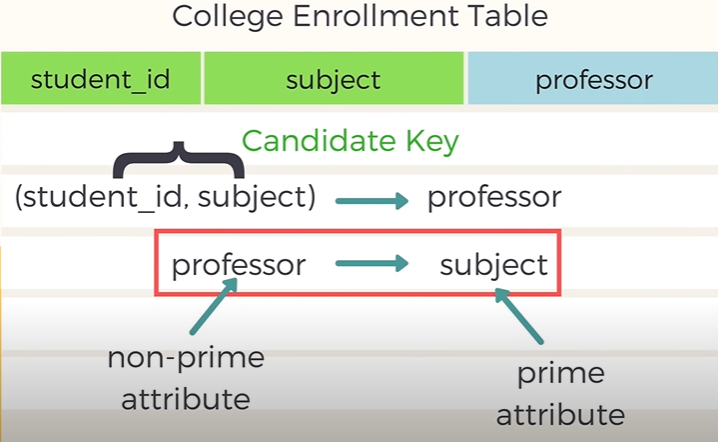 College Enrollment Table
student_id subject professor
Candidate Key
(student_id, subject) → professor
professor → subject
non-prime
attribute
prime
attribute